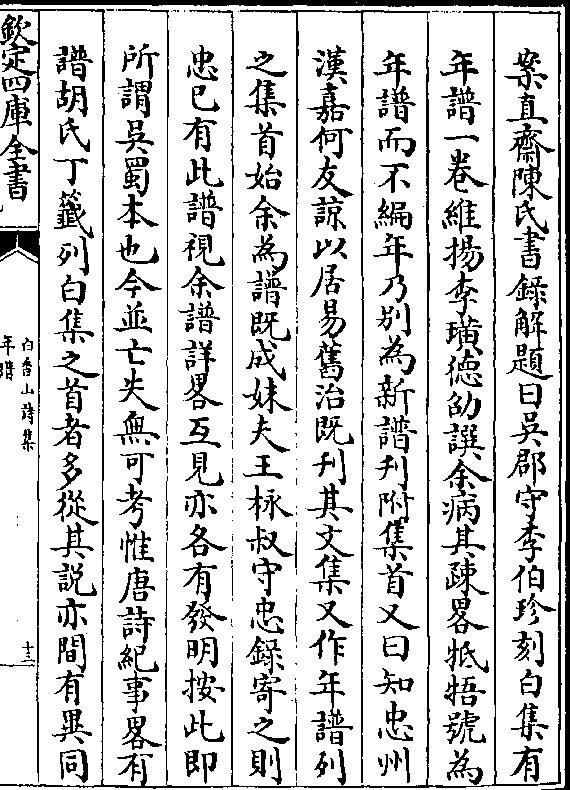 案直齋陳氏書錄解題曰吳郡守李伯珍刻白集有
年譜一卷維揚李璜德劭譔余病其疎畧牴牾號為
年譜而不編年乃別為新譜刊附集首又曰知忠州
漢嘉何友諒以居易舊治既刊其文集又作年譜列
之集首始余為譜既成妹夫王栐叔守忠錄寄之則
忠已有此譜視余譜詳畧互見亦各有發明按此即
所謂吳蜀本也今並亡失無可考惟唐詩紀事畧有
譜胡氏丁籤列白集之首者多從其説亦間有異同
欽定四庫全書
白香山詩集
年譜
十三